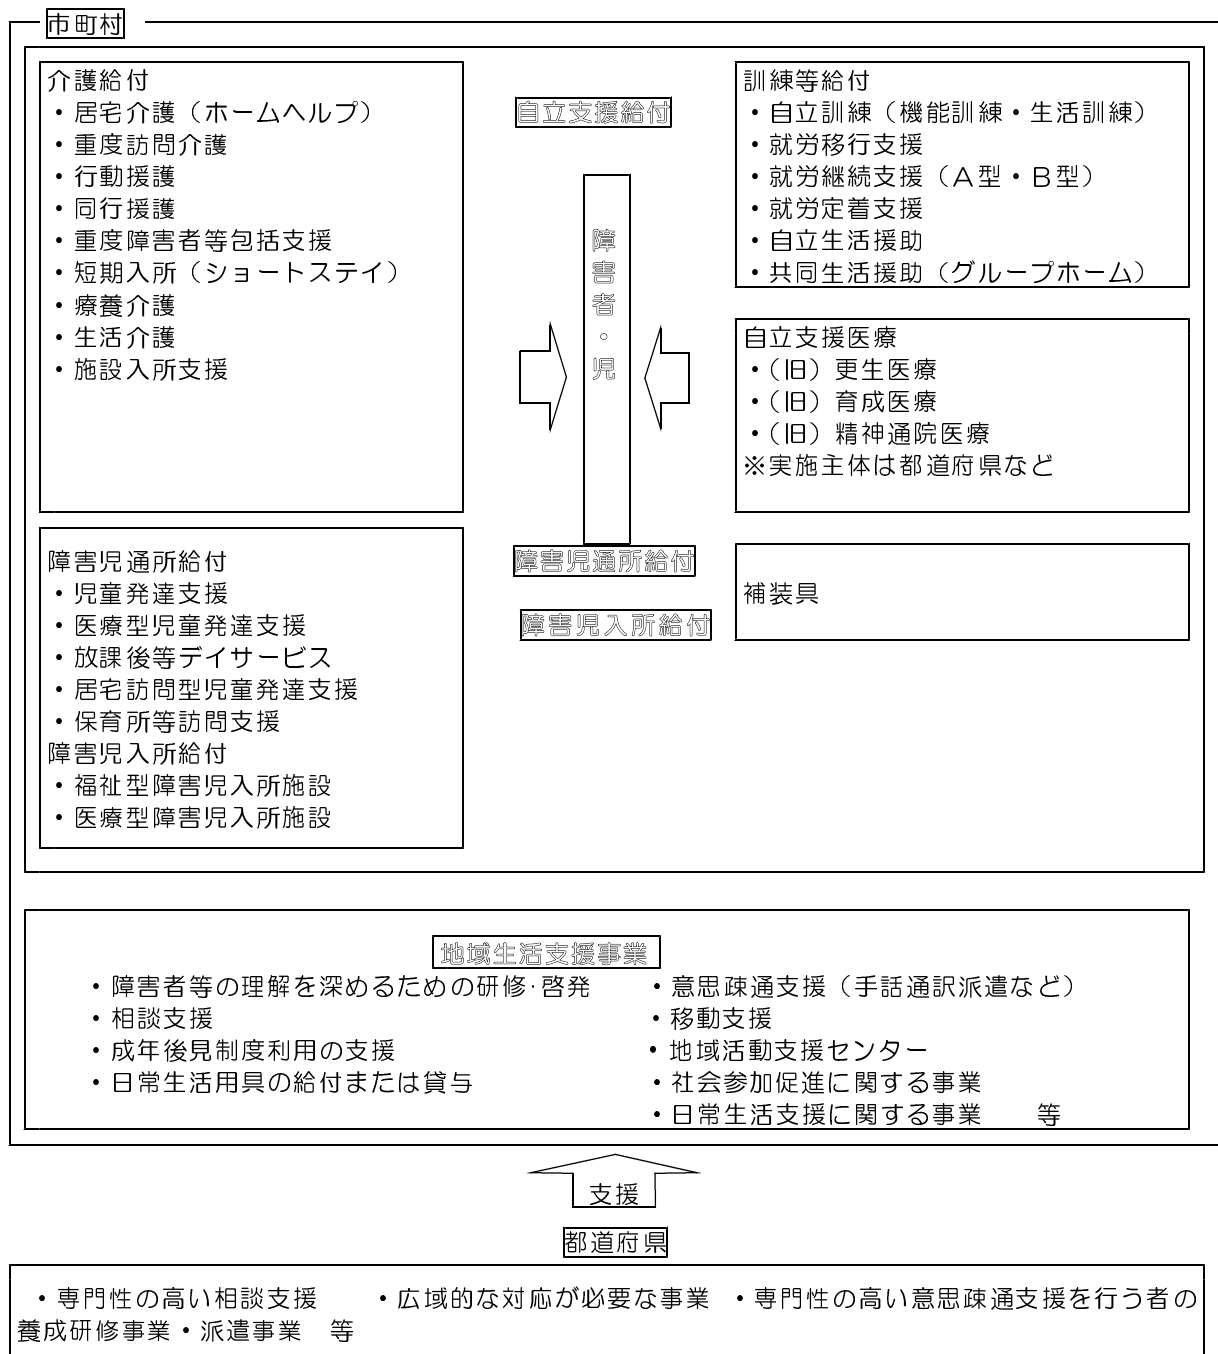 市町村
介護給付
・居宅介護（ホームヘルプ）
・重度訪問介護
・行動援護
・同行援護
・重度障害者等包括支援
・短期入所（ショートステイ）
・療養介護
・生活介護
・施設入所支援
自立支援給付
障害者・児
訓練等給付
・自立訓練（機能訓練・生活訓練）
・就労移行支援
・就労継続支援（Ａ型・Ｂ型）
・就労定着支援
・自立生活援助
・共同生活援助（グループホーム）
自立支援医療
・（旧）更生医療
・（旧）育成医療
・（旧）精神通院医療
※実施主体は都道府県など
障害児通所給付
・児童発達支援
・医療型児童発達支援
・放課後等デイサービス
・居宅訪問型児童発達支援
・保育所等訪問支援
障害児入所給付
・福祉型障害児入所施設
・医療型障害児入所施設
障害児通所給付
障害児入所給付
補装具
地域生活支援事業
・障害者等の理解を深めるための研修･啓発
・相談支援
・成年後見制度利用の支援
・日常生活用具の給付または貸与
・意思疎通支援（手話通訳派遣など）
・移動支援
・地域活動支援センター
・社会参加促進に関する事業
・日常生活支援に関する事業　　等
支援
都道府県
・専門性の高い相談支援　　・広域的な対応が必要な事業　・専門性の高い意思疎通支援を行う者の
養成研修事業・派遣事業　等